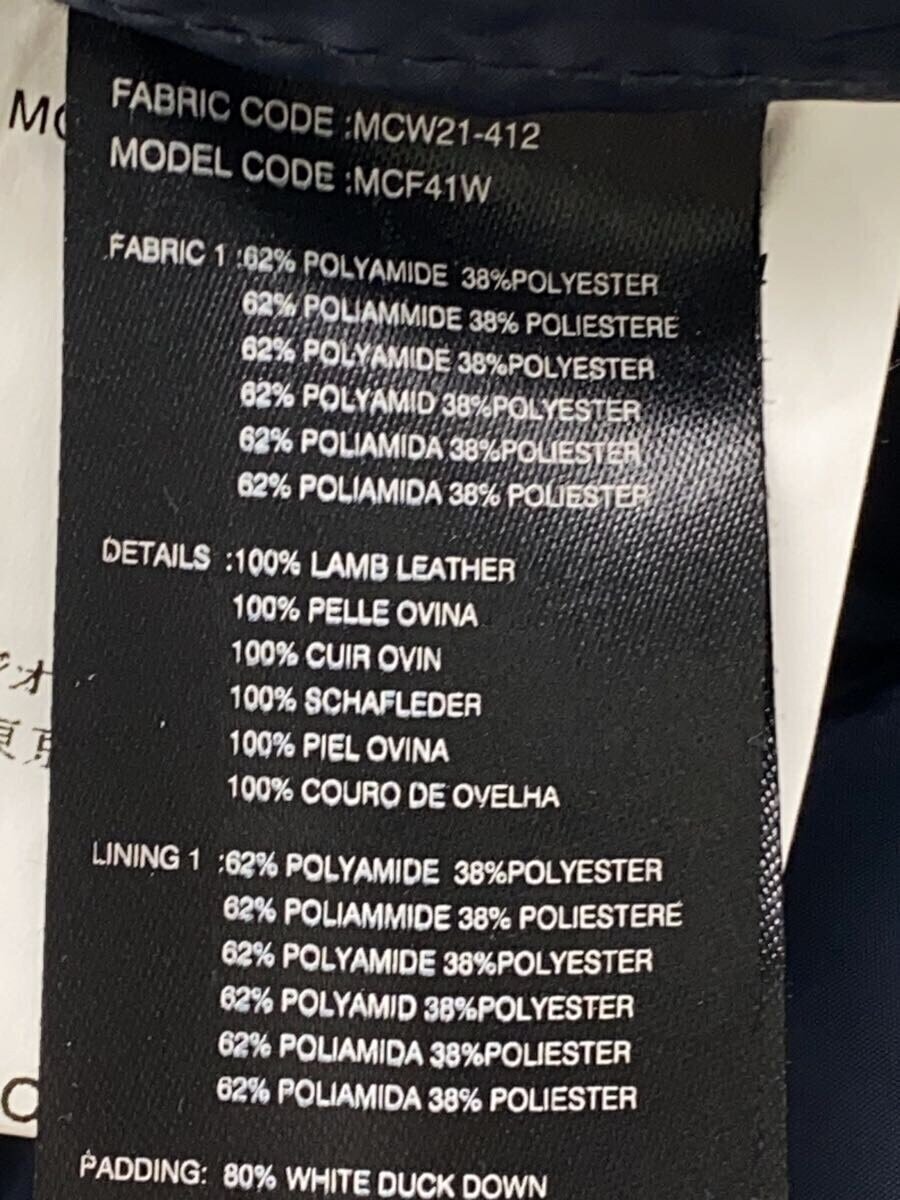 FABRIC CODE :MCW21-412
MODEL CODE :MCF41W
FABRIC 1 :62% POLYAMIDE 38%POLYESTER
62% POLIAMMIDE 38% POLIESTERE
62% POLYAMIDE 38%POLYESTER
62% POLYAMID 38%POLYESTER
62% POLIAMIDA 38%POLIESTER
62% POLIAMIDA 38% POLIESTER
DETAILS :100% LAMB LEATHER
100% PELLE OVINA
100% CUIR OVIN
100% SCHAFLEDER
100% PIEL OVINA
100% COURO DE OVELHA
LINING 1 :62% POLYAMIDE 38%POLYESTER
62% POLIAMMIDE 38% POLIESTERE
62% POLYAMIDE 38%POLYESTER
62% POLYAMID 38%POLYESTER
62% POLIAMIDA 38%POLIESTER
62% POLIAMIDA 38% POLIESTER
PADDING: 80% WHITE DUCK DOWN